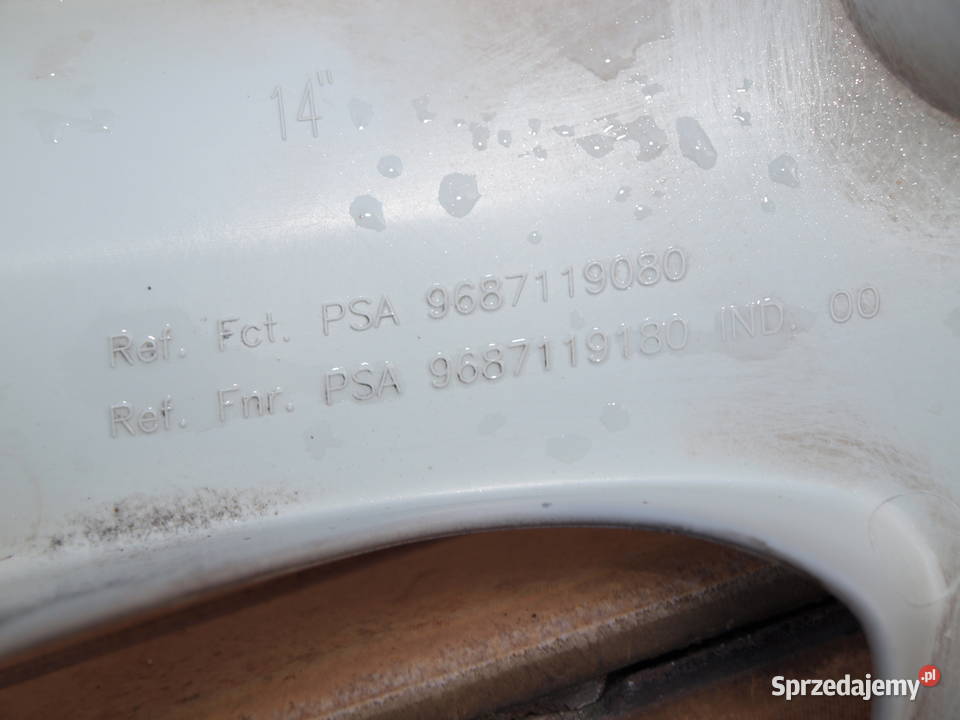 14"
Ref. Fct. PSA 9687119080
Ref. Fnr. PSA 9687119180 IND. 00
Sprzedajemy.pl